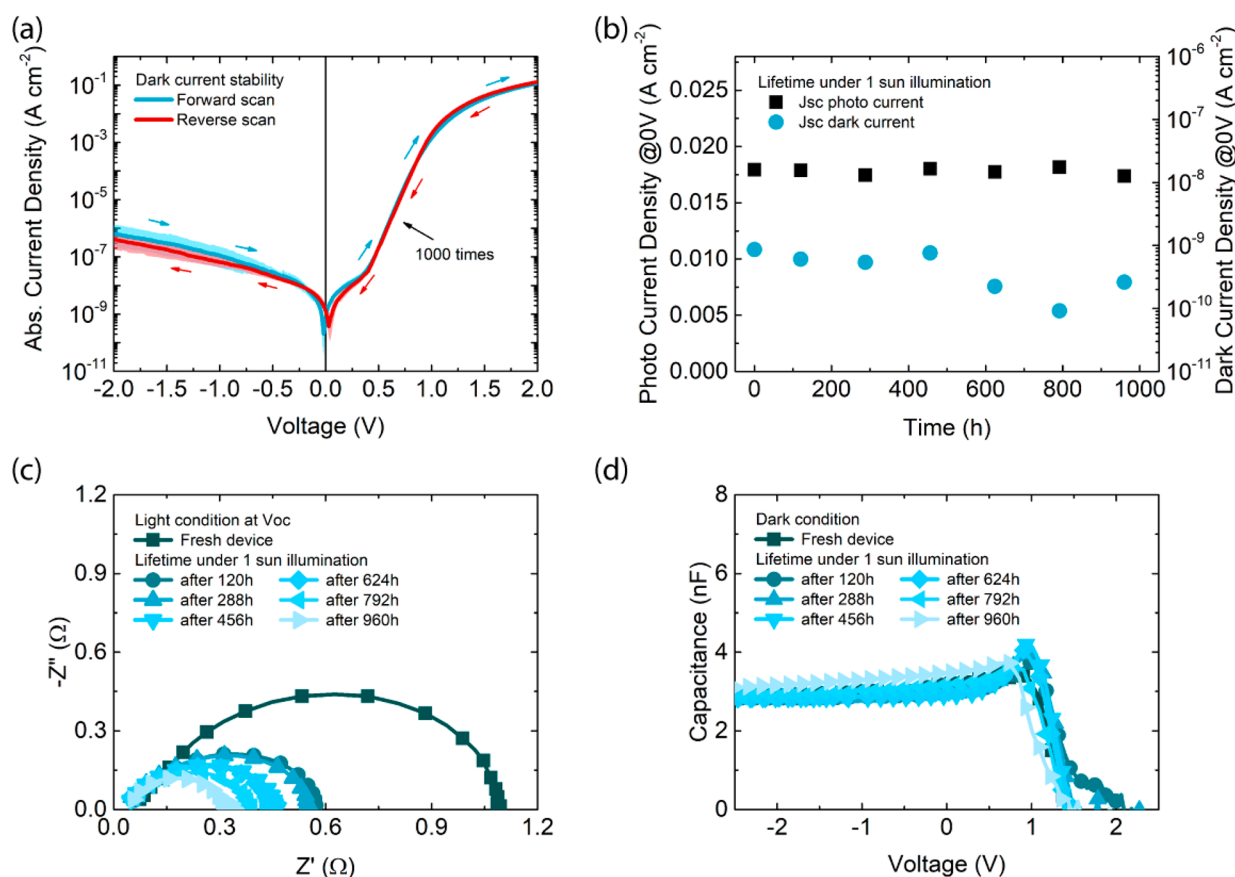 (a)
Abs. Current Density (A cm⁻²)
10⁻¹
10⁻³
10⁻⁵
10⁻⁷
10⁻⁹
10⁻¹¹
Dark current stability
Forward scan
Reverse scan
1000 times
-2.0 -1.5 -1.0 -0.5 0.0 0.5 1.0 1.5 2.0
Voltage (V)
(b)
Photo Current Density @0V (A cm⁻²)
0.025
0.020
0.015
0.010
0.005
0.000
Lifetime under 1 sun illumination
Jsc photo current
Jsc dark current
10⁻⁶
10⁻⁷
10⁻⁸
10⁻⁹
10⁻¹⁰
10⁻¹¹
Dark Current Density @0V (A cm⁻²)
0 200 400 600 800 1000
Time (h)
(c)
-Z'' (Ω)
1.2
0.9
0.6
0.3
0.0
Light condition at Voc
Fresh device
Lifetime under 1 sun illumination
after 120h after 624h
after 288h after 792h
after 456h after 960h
0.0 0.3 0.6 0.9 1.2
Z' (Ω)
(d)
Capacitance (nF)
8
6
4
2
0
Dark condition
Fresh device
Lifetime under 1 sun illumination
after 120h after 624h
after 288h after 792h
after 456h after 960h
-2 -1 0 1 2
Voltage (V)